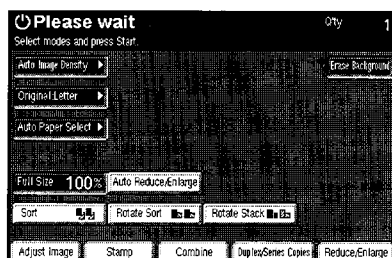 Please wait
Q'ty 1
Select modes and press Start.
Auto Image Density
Erase Background
Original:Letter
Auto Paper Select
Full Size 100% Auto Reduce/Enlarge
Sort Rotate Sort Rotate Stack
Adjust Image Stamp Combine Duplex/Series Copies Reduce/Enlarge